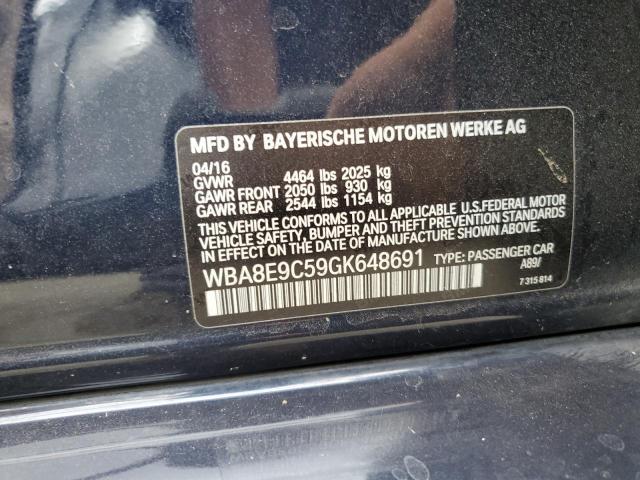 MFD BY BAYERISCHE MOTOREN WERKE AG
04/16
GVWR 4464 lbs 2025 kg
GAWR FRONT 2050 lbs 930 kg
GAWR REAR 2544 lbs 1154 kg
THIS VEHICLE CONFORMS TO ALL APPLICABLE U.S.FEDERAL MOTOR
VEHICLE SAFETY, BUMPER, AND THEFT PREVENTION STANDARDS
IN EFFECT ON THE DATE OF MANUFACTURE SHOWN ABOVE.
WBA8E9C59GK648691 TYPE: PASSENGER CAR
A89/
7 315 814